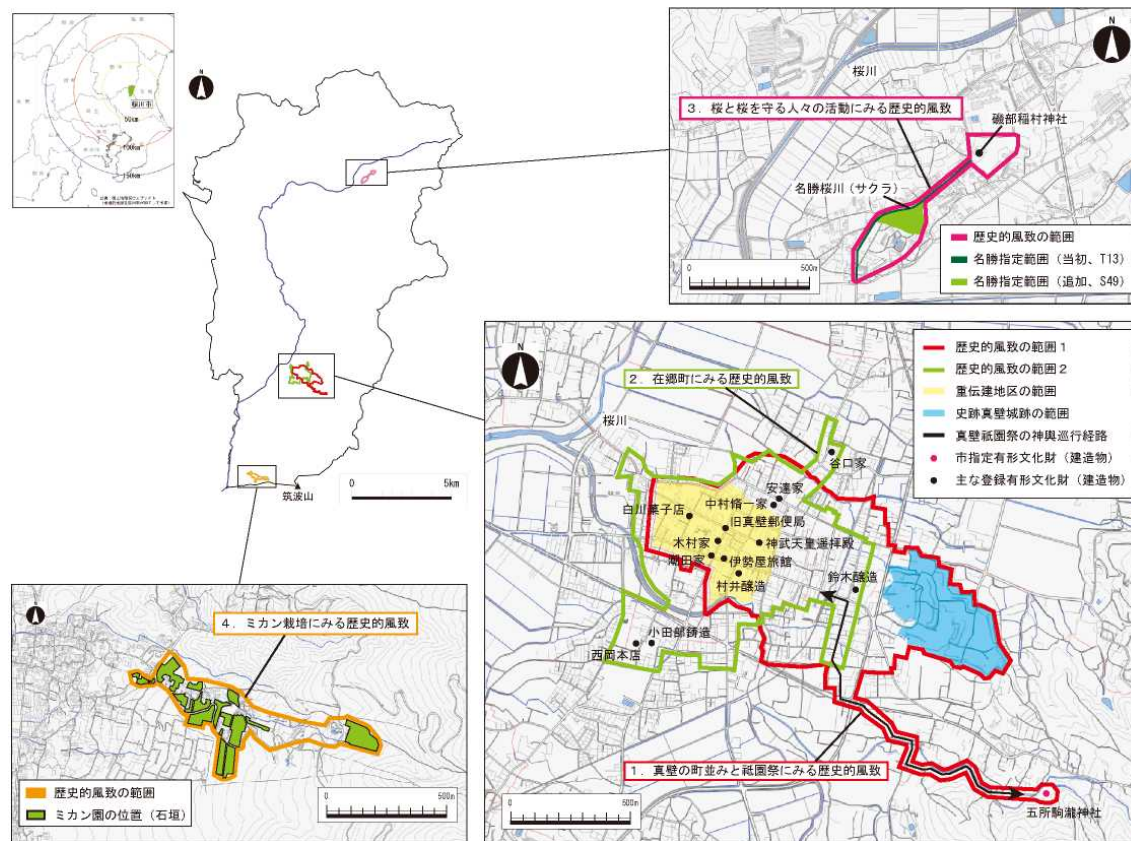 N
桜川市
50km
100km
150km
N
筑波山
0 5km
N
桜川
3．桜と桜を守る人々の活動にみる歴史的風致
磯部稲村神社
名勝桜川（サクラ）
歴史的風致の範囲
名勝指定範囲（当初、T13）
名勝指定範囲（追加、S49）
0 500m
N
歴史的風致の範囲１
歴史的風致の範囲２
重伝建地区の範囲
史跡真壁城跡の範囲
真壁祇園祭の神輿巡行経路
市指定有形文化財（建造物）
主な登録有形文化財（建造物）
2．在郷町にみる歴史的風致
桜川
谷口家
安達家
中村脩一家
白川菓子店
旧真壁郵便局
木村家
神武天皇遥拝殿
潮田家
伊勢屋旅館
村井醸造
鈴木醸造
小田部鋳造
西岡本店
1．真壁の町並みと祇園祭にみる歴史的風致
五所駒瀧神社
0 500m
N
4．ミカン栽培にみる歴史的風致
歴史的風致の範囲
ミカン園の位置（石垣）
0 500m